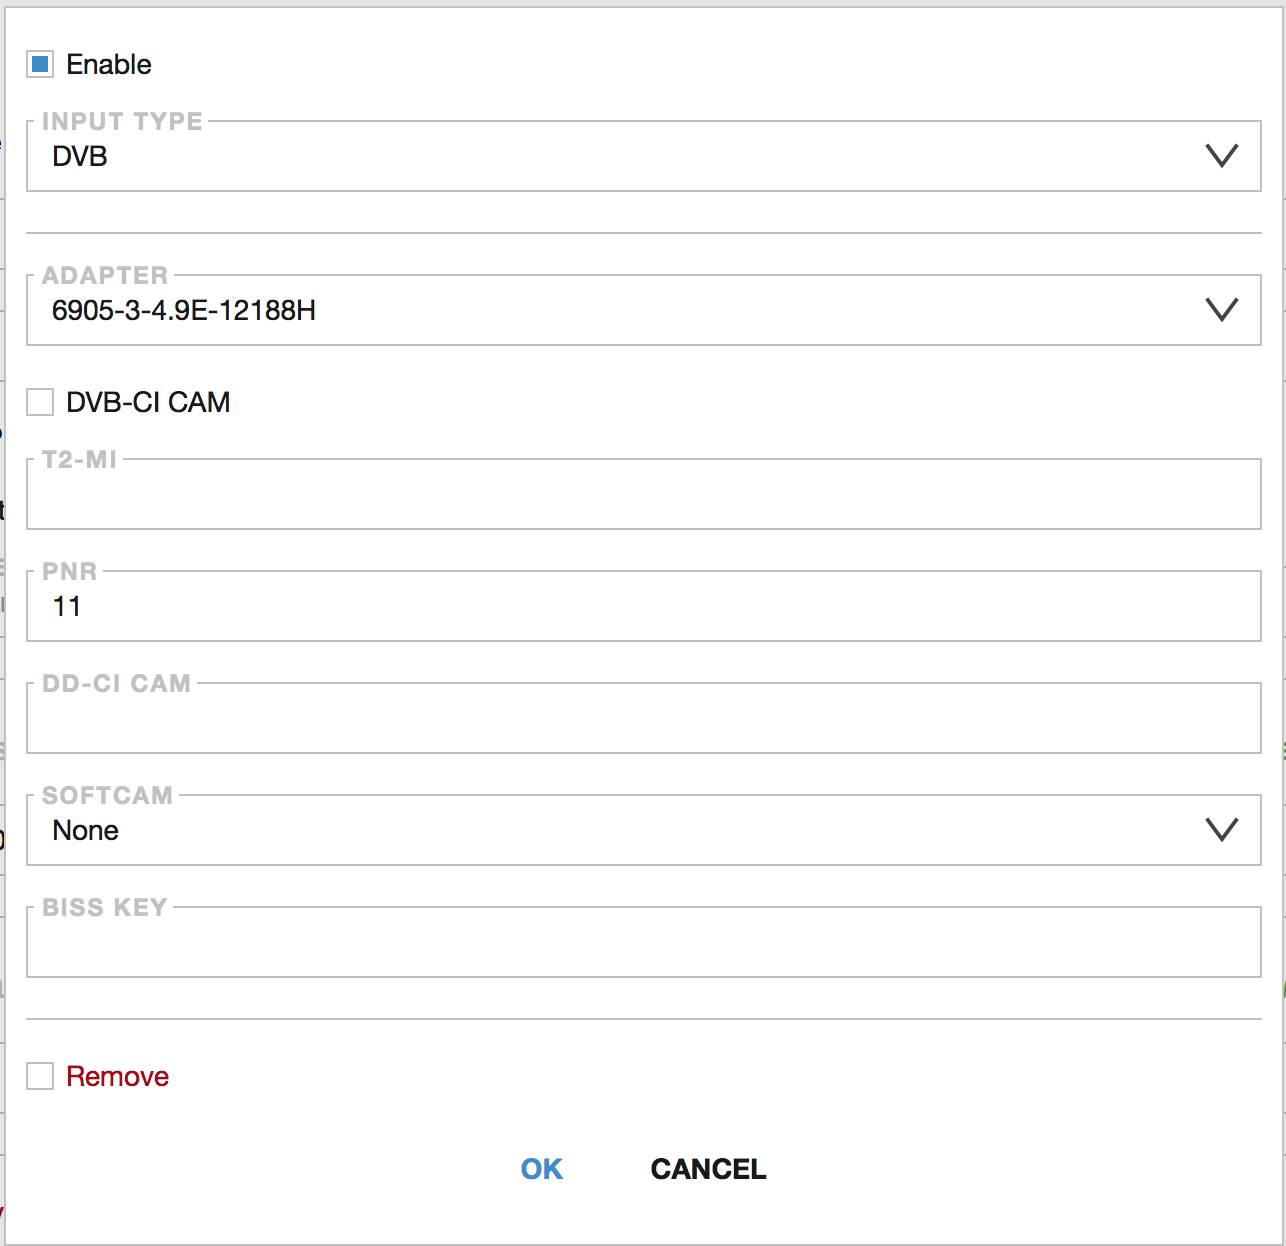 Enable
INPUT TYPE
DVB
ADAPTER
6905-3-4.9E-12188H
DVB-CI CAM
T2-MI
PNR
11
DD-CI CAM
SOFTCAM
None
BISS KEY
Remove
OK CANCEL